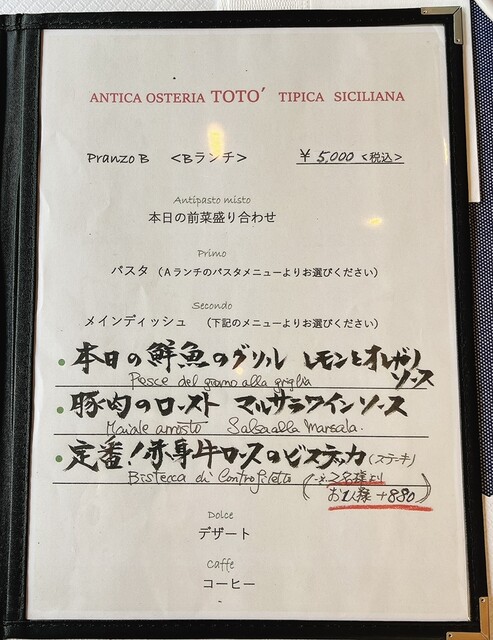 ANTICA OSTERIA TOTO' TIPICA SICILIANA
Pranzo B <Bランチ> ¥ 5,000 <税込>
Antipasto misto
本日の前菜盛り合わせ
Primo
パスタ (Aランチのパスタメニューよりお選びください)
Secondo
メインディッシュ (下記のメニューよりお選びください)
• 本日の鮮魚のグリル レモンとオレガノソース
Pesce del giorno alla griglia
• 豚肉のロースト マルサラワインソース
Maiale arrosto Salsa alla Marsala
• 定番!赤身牛ロースのビステッカ (ステーキ)
Bistecca di Controfiletto
(※2名様より
お1人様 +880)
Dolce
デザート
Caffe
コーヒー